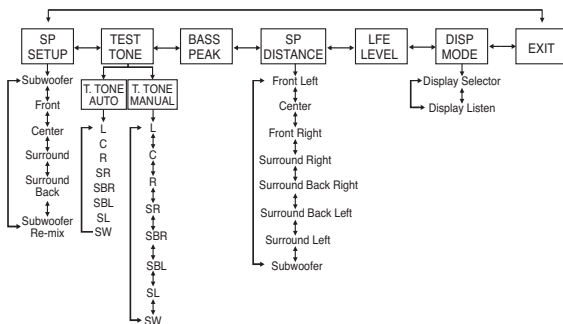 SP
SETUP
TEST
TONE
BASS
PEAK
SP
DISTANCE
LFE
LEVEL
DISP
MODE
EXIT
Subwoofer
Front
Center
Surround
Surround
Back
Subwoofer
Re-mix
T. TONE
AUTO
L
C
R
SR
SBR
SBL
SL
SW
T. TONE
MANUAL
L
C
R
SR
SBR
SBL
SL
SW
Front Left
Center
Front Right
Surround Right
Surround Back Right
Surround Back Left
Surround Left
Subwoofer
Display Selector
Display Listen